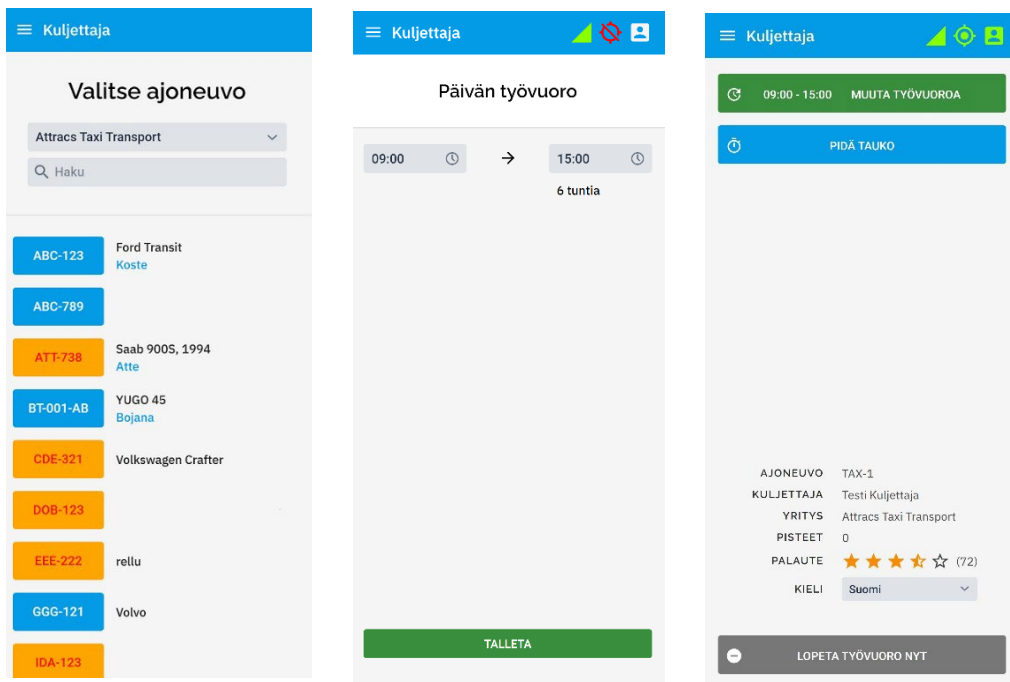 Kuljettaja
Valitse ajoneuvo
Attracs Taxi Transport
Haku
ABC-123
Ford Transit
Koste
ABC-789
ATT-738
Saab 900S, 1994
Atte
BT-001-AB
YUGO 45
Bojana
CDE-321
Volkswagen Crafter
DOB-123
EEE-222
rellu
GGG-121
Volvo
IDA-123
Kuljettaja
Päivän työvuoro
09:00 → 15:00
6 tuntia
TALLETA
Kuljettaja
09:00 - 15:00 MUUTA TYÖVUOROA
PIDÄ TAUKO
AJONEUVO TAX-1
KULJETTAJA Testi Kuljettaja
YRITYS Attracs Taxi Transport
PISTEET 0
PALAUTE (72)
KIELI Suomi
LOPETA TYÖVUORO NYT